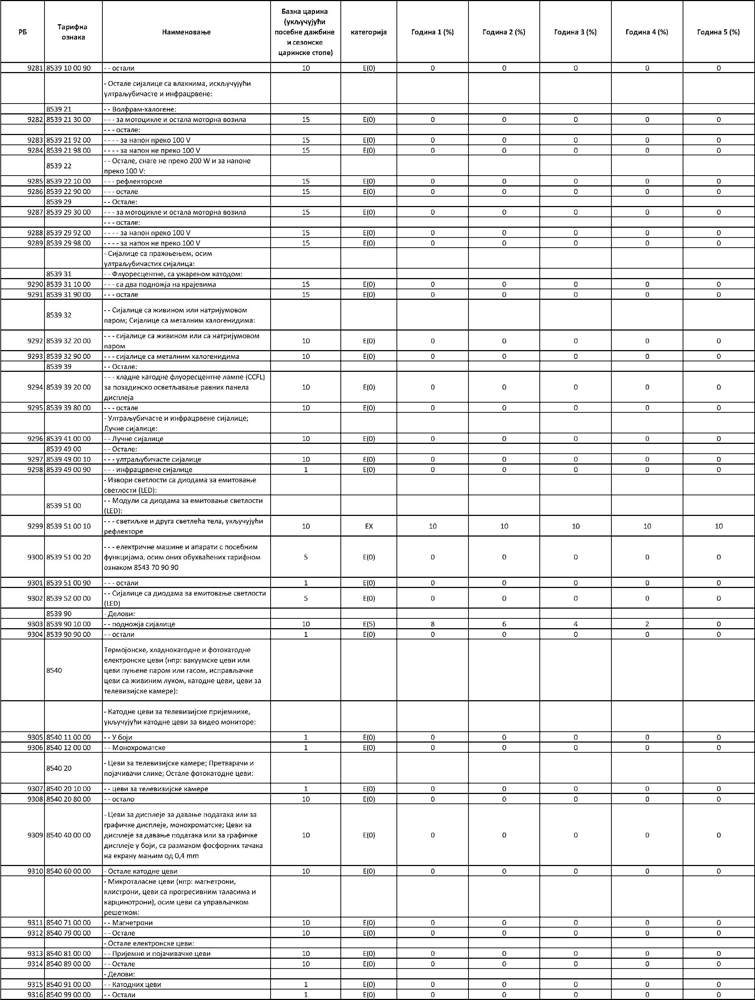 РБ Тарифна ознака Наименовање Базна царина (укључујући посебне дажбине и сезонске царинске стопе) категорија Година 1 (%) Година 2 (%) Година 3 (%) Година 4 (%) Година 5 (%)
9281 8539 10 00 90 - - остали 10 Е(0) 0 0 0 0 0
- Остале сијалице са влакнима, искључујући
ултраљубичасте и инфрацрвене:
8539 21 - - Волфрам-халогене:
9282 8539 21 30 00 - - - за мотоцикле и остала моторна возила 15 Е(0) 0 0 0 0 0
- - - остале:
9283 8539 21 92 00 - - - - за напон преко 100 V 15 Е(0) 0 0 0 0 0
9284 8539 21 98 00 - - - - за напон не преко 100 V 15 Е(0) 0 0 0 0 0
8539 22 - - Остале, снаге не преко 200 W и за напоне
преко 100 V:
9285 8539 22 10 00 - - - рефлекторске 15 Е(0) 0 0 0 0 0
9286 8539 22 90 00 - - - остале 15 Е(0) 0 0 0 0 0
8539 29 - - Остале:
9287 8539 29 30 00 - - - за мотоцикле и остала моторна возила 15 Е(0) 0 0 0 0 0
- - - остале:
9288 8539 29 92 00 - - - - за напон преко 100 V 15 Е(0) 0 0 0 0 0
9289 8539 29 98 00 - - - - за напон не преко 100 V 15 Е(0) 0 0 0 0 0
- Сијалице са пражњењем, осим
ултраљубичастих сијалица:
8539 31 - - Флуоресцентне, са ужареном катодом:
9290 8539 31 10 00 - - - са два подножја на крајевима 15 Е(0) 0 0 0 0 0
9291 8539 31 90 00 - - - остале 15 Е(0) 0 0 0 0 0
8539 32 - - Сијалице са живином или натријумовом
паром; Сијалице са металним халогенидима:
9292 8539 32 20 00 - - - сијалице са живином или са натријумовом
паром 10 Е(0) 0 0 0 0 0
9293 8539 32 90 00 - - - сијалице са металним халогенидима 10 Е(0) 0 0 0 0 0
8539 39 - - Остале:
9294 8539 39 20 00 - - - хладне катодне флуоресцентне лампе (CCFL)
за позадинско осветљавање равних панела
дисплеја 10 Е(0) 0 0 0 0 0
9295 8539 39 80 00 - - - остале 10 Е(0) 0 0 0 0 0
- Ултраљубичасте и инфрацрвене сијалице;
Лучне сијалице:
9296 8539 41 00 00 - - Лучне сијалице 10 Е(0) 0 0 0 0 0
8539 49 00 - - Остале:
9297 8539 49 00 10 - - - ултраљубичасте сијалице 10 Е(0) 0 0 0 0 0
9298 8539 49 00 90 - - - инфрацрвене сијалице 1 Е(0) 0 0 0 0 0
- Извори светлости са диодама за емитовање
светлости (LED):
8539 51 00 - - Модули са диодама за емитовање светлости
(LED):
9299 8539 51 00 10 - - - светиљке и друга светлећа тела, укључујући
рефлекторе 10 EX 10 10 10 10 10
9300 8539 51 00 20 - - - електричне машине и апарати с посебним
функцијама, осим оних обухваћених тарифном
ознаком 8543 70 90 90 5 Е(0) 0 0 0 0 0
9301 8539 51 00 90 - - - остали 1 Е(0) 0 0 0 0 0
9302 8539 52 00 00 - - Сијалице са диодама за емитовање светлости
(LED) 5 Е(0) 0 0 0 0 0
8539 90 - Делови:
9303 8539 90 10 00 - - подножја сијалице 10 Е(5) 8 6 4 2 0
9304 8539 90 90 00 - - остали 1 Е(0) 0 0 0 0 0
8540 Термојонске, хладнокатодне и фотокатодне
електронске цеви (нпр: вакуумске цеви или
цеви пуњене паром или гасом, исправљачке
цеви са живиним луком, катодне цеви, цеви за
телевизијске камере):
- Катодне цеви за телевизијске пријемнике,
укључујући катодне цеви за видео мониторе:
9305 8540 11 00 00 - - У боји 1 Е(0) 0 0 0 0 0
9306 8540 12 00 00 - - Монохроматске 1 Е(0) 0 0 0 0 0
8540 20 - Цеви за телевизијске камере; Претварачи и
појачивачи слике; Остале фотокатодне цеви:
9307 8540 20 10 00 - - цеви за телевизијске камере 1 Е(0) 0 0 0 0 0
9308 8540 20 80 00 - - остало 10 Е(0) 0 0 0 0 0
9309 8540 40 00 00 - Цеви за дисплеје за давање података или за
графичке дисплеје, монохроматске; Цеви за
дисплеје за давање података или за графичке
дисплеје у боји, са размаком фосфорних тачака
на екрану мањим од 0,4 mm 10 Е(0) 0 0 0 0 0
9310 8540 60 00 00 - Остале катодне цеви 10 Е(0) 0 0 0 0 0
- Микроталасне цеви (нпр: магнетрони,
клистрони, цеви са прогресивним таласима и
карцинотрони), осим цеви са управљачком
решетком:
9311 8540 71 00 00 - - Магнетрони 10 Е(0) 0 0 0 0 0
9312 8540 79 00 00 - - Остале 10 Е(0) 0 0 0 0 0
- Остале електронске цеви:
9313 8540 81 00 00 - - Пријемне и појачивачке цеви 10 Е(0) 0 0 0 0 0
9314 8540 89 00 00 - - Остале 10 Е(0) 0 0 0 0 0
- Делови:
9315 8540 91 00 00 - - Катодних цеви 1 Е(0) 0 0 0 0 0
9316 8540 99 00 00 - - Остали 1 Е(0) 0 0 0 0 0